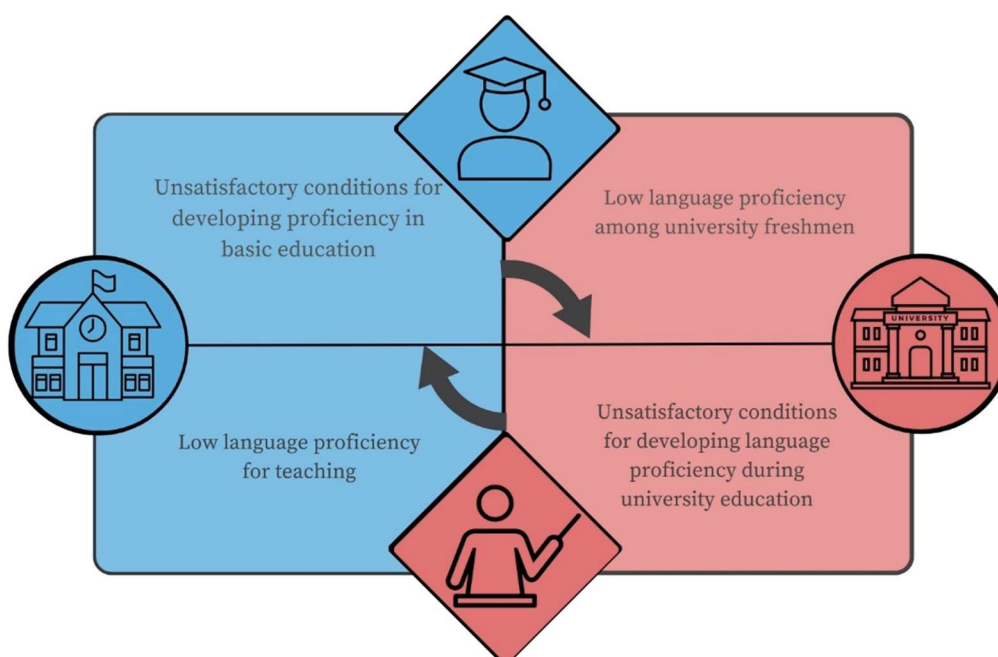 Unsatisfactory conditions for
developing proficiency in
basic education
Low language proficiency
among university freshmen
UNIVERSITY
Low language proficiency
for teaching
Unsatisfactory conditions
for developing language
proficiency during
university education